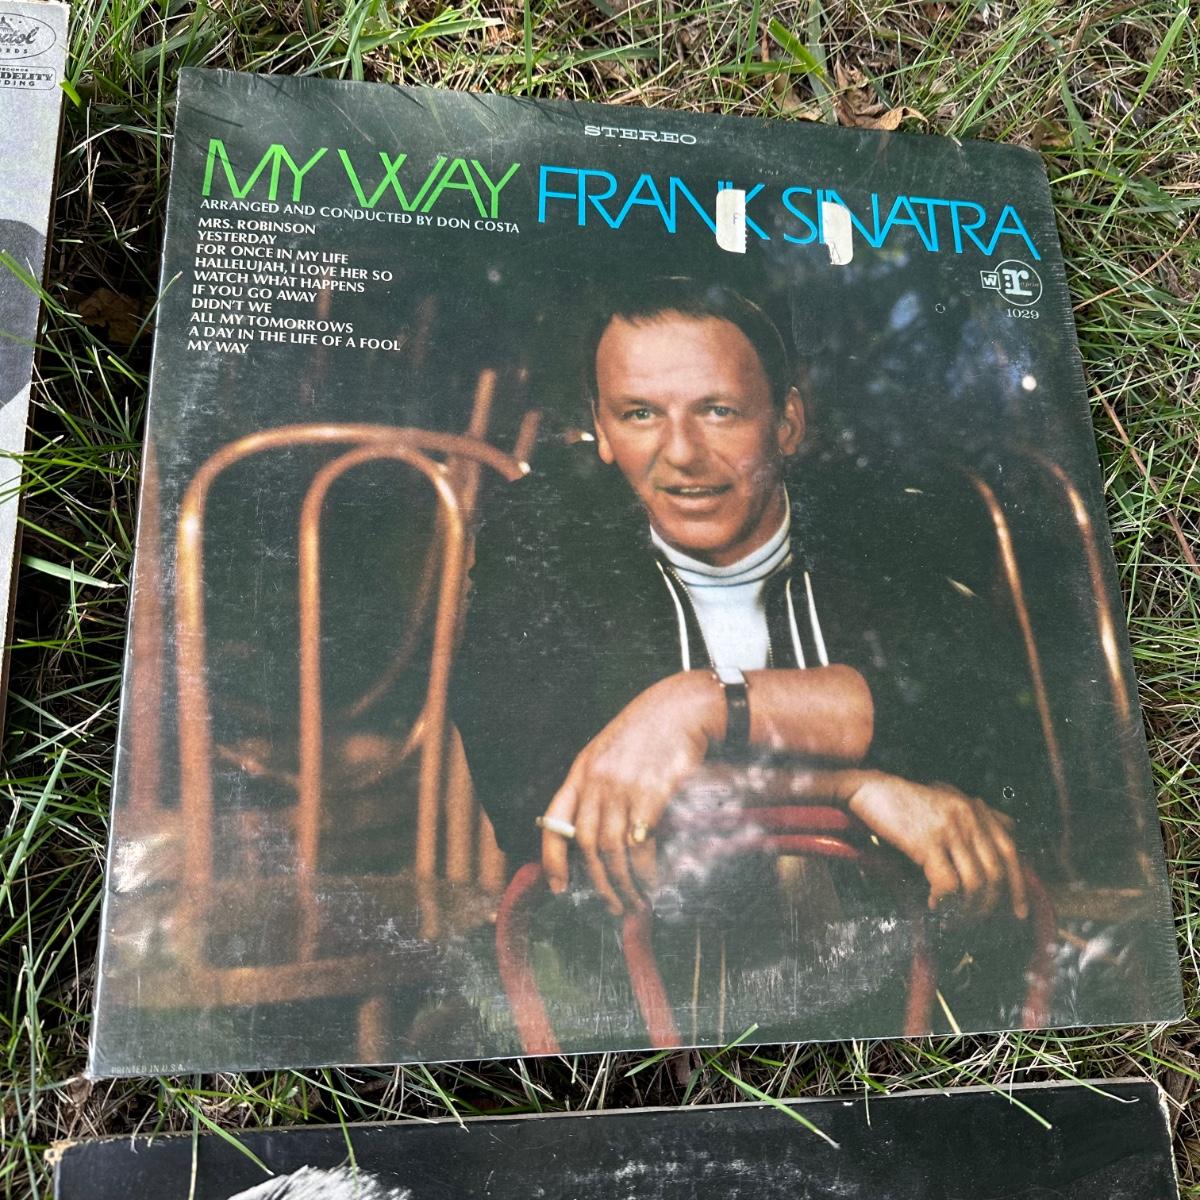 Capitol
RECORDS
STEREO
MY WAY FRANK SINATRA
ARRANGED AND CONDUCTED BY DON COSTA
MRS. ROBINSON
YESTERDAY
FOR ONCE IN MY LIFE
HALLELUJAH, I LOVE HER SO
WATCH WHAT HAPPENS
IF YOU GO AWAY
DIDN'T WE
ALL MY TOMORROWS
A DAY IN THE LIFE OF A FOOL
MY WAY
W r
1029
PRINTED IN U.S.A.